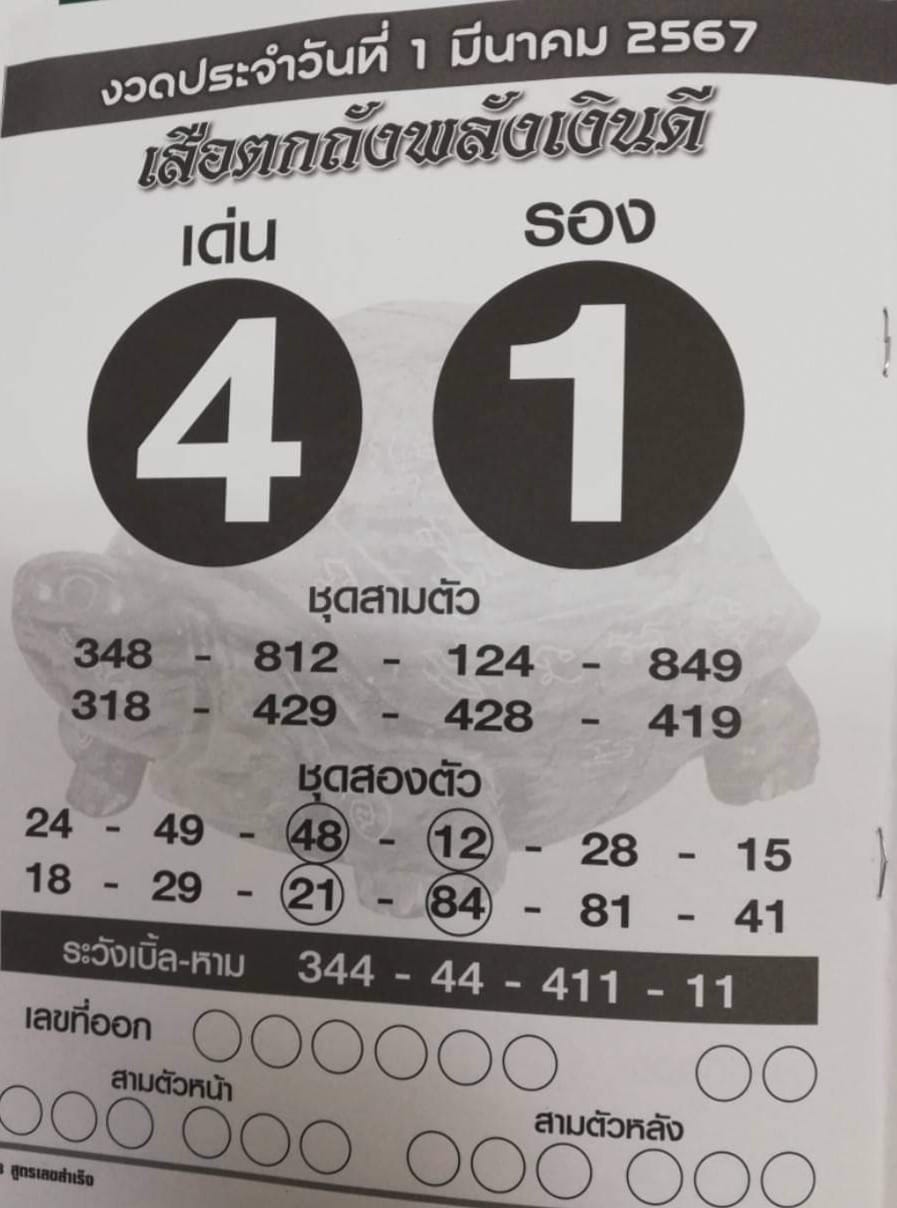 งวดประจำวันที่ 1 มีนาคม 2567
เสือตกถังพลังเงินดี
เด่น รอง
4 1
ชุดสามตัว
348 - 812 - 124 - 849
318 - 429 - 428 - 419
ชุดสองตัว
24 - 49 - 48 - 12 - 28 - 15
18 - 29 - 21 - 84 - 81 - 41
ระวังเบิ้ล-หาม 344 - 44 - 411 - 11
เลขที่ออก
สามตัวหน้า
สามตัวหลัง
สูตรเลขสำเร็จ